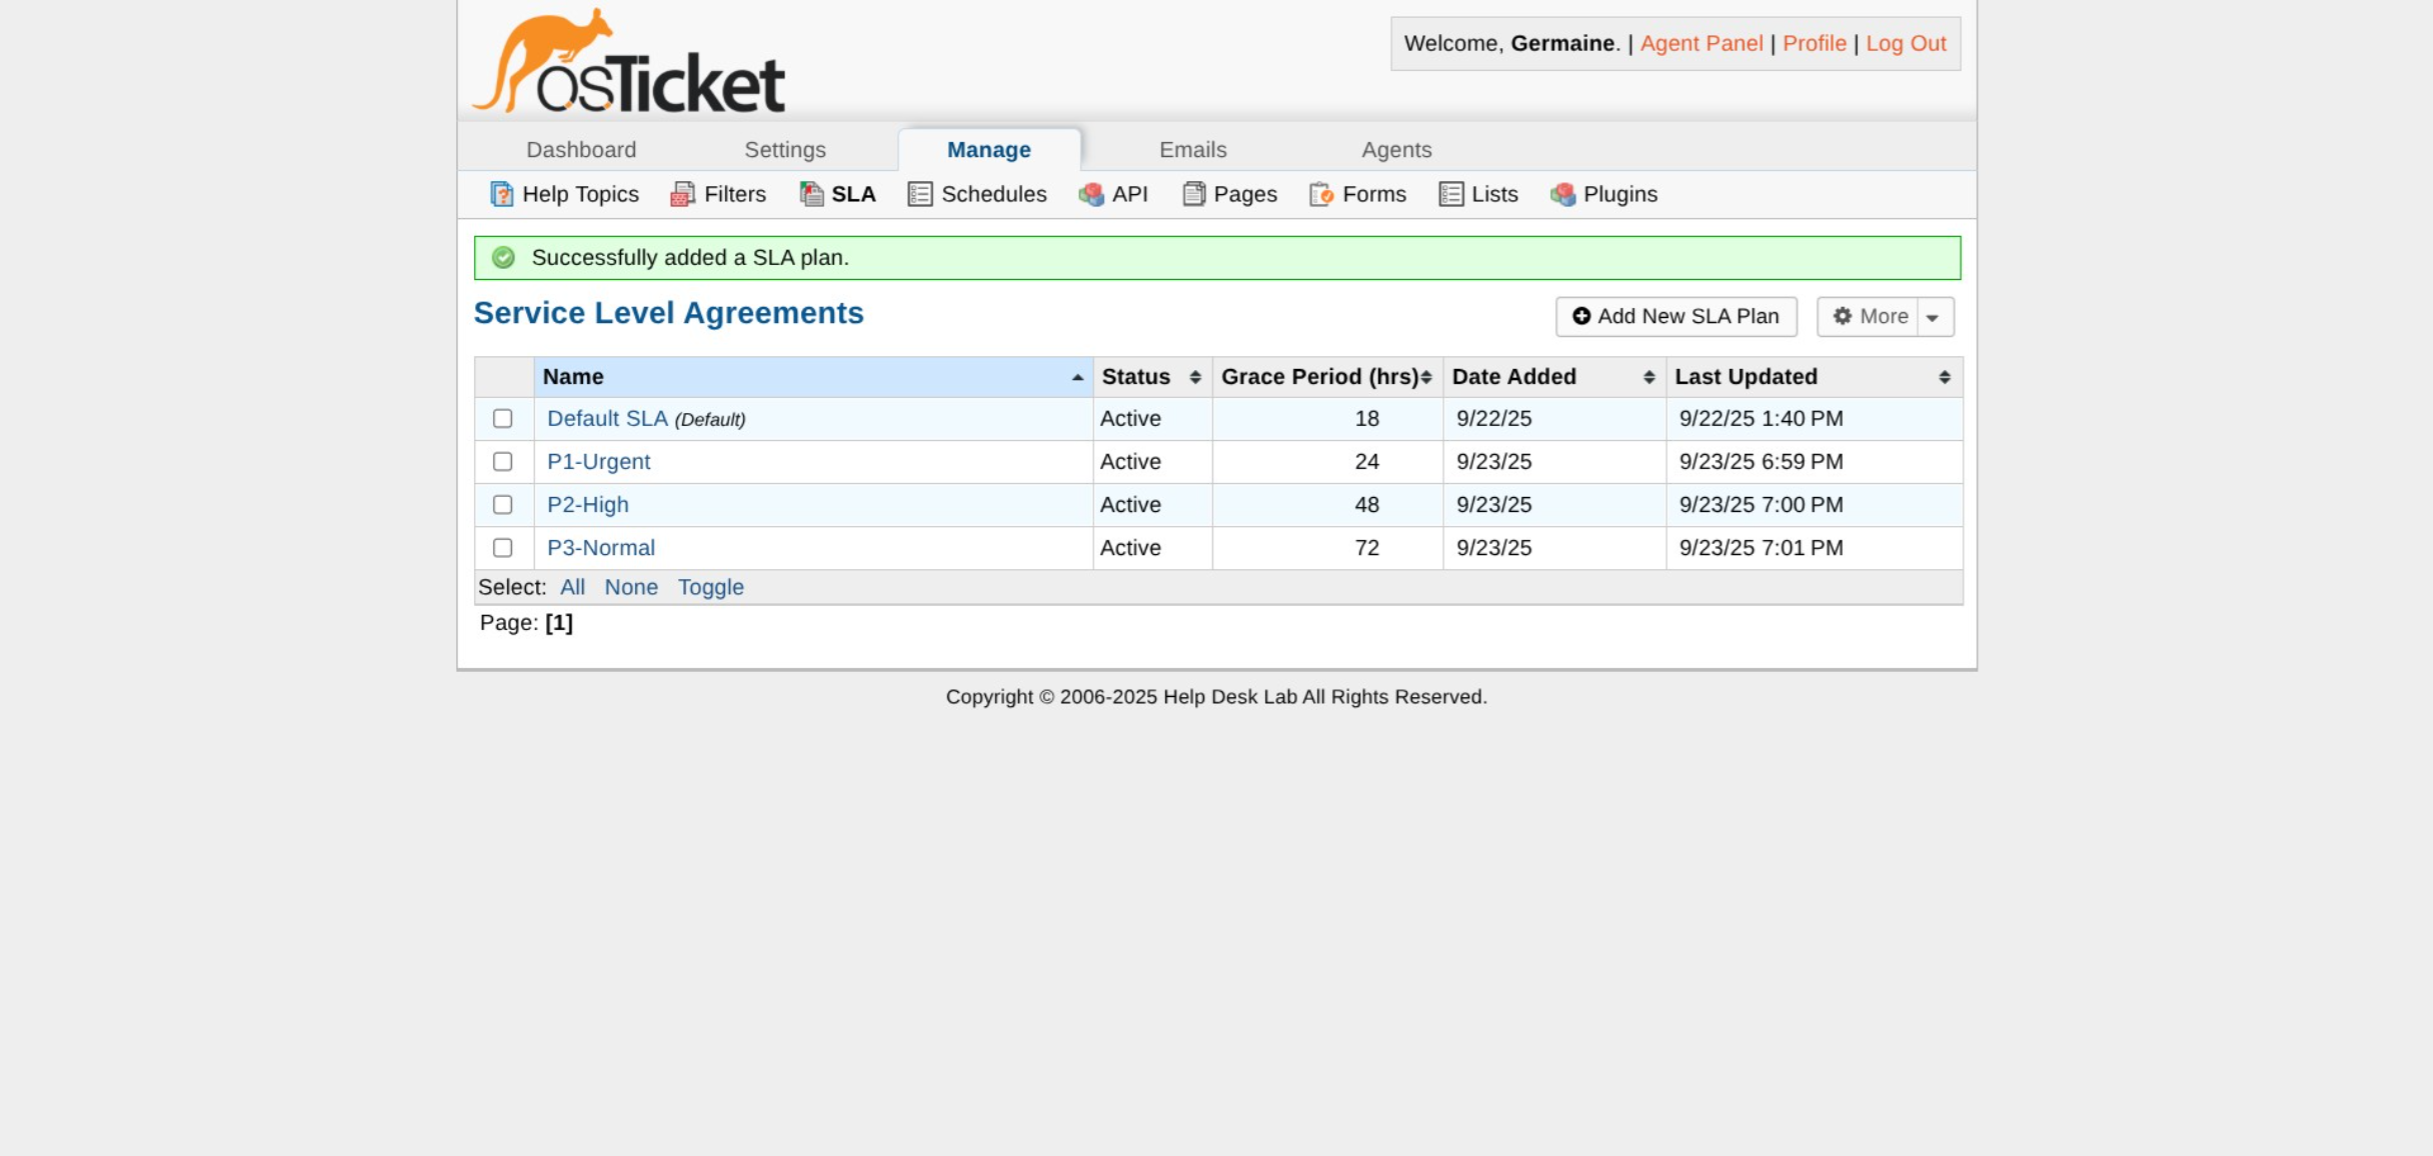 osTicket
Welcome, Germaine. | Agent Panel | Profile | Log Out
Dashboard Settings Manage Emails Agents
Help Topics Filters SLA Schedules API Pages Forms Lists Plugins
Successfully added a SLA plan.
Service Level Agreements
Add New SLA Plan More
Name Status Grace Period (hrs) Date Added Last Updated
Default SLA (Default) Active 18 9/22/25 9/22/25 1:40 PM
P1-Urgent Active 24 9/23/25 9/23/25 6:59 PM
P2-High Active 48 9/23/25 9/23/25 7:00 PM
P3-Normal Active 72 9/23/25 9/23/25 7:01 PM
Select: All None Toggle
Page: [1]
Copyright © 2006-2025 Help Desk Lab All Rights Reserved.